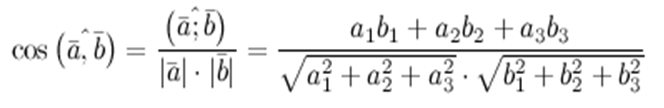 cos (ā,^ b̄) = (ā;^ b̄) / |ā| · |b̄| = a₁b₁ + a₂b₂ + a₃b₃ / √(a₁² + a₂² + a₃²) · √(b₁² + b₂² + b₃²)